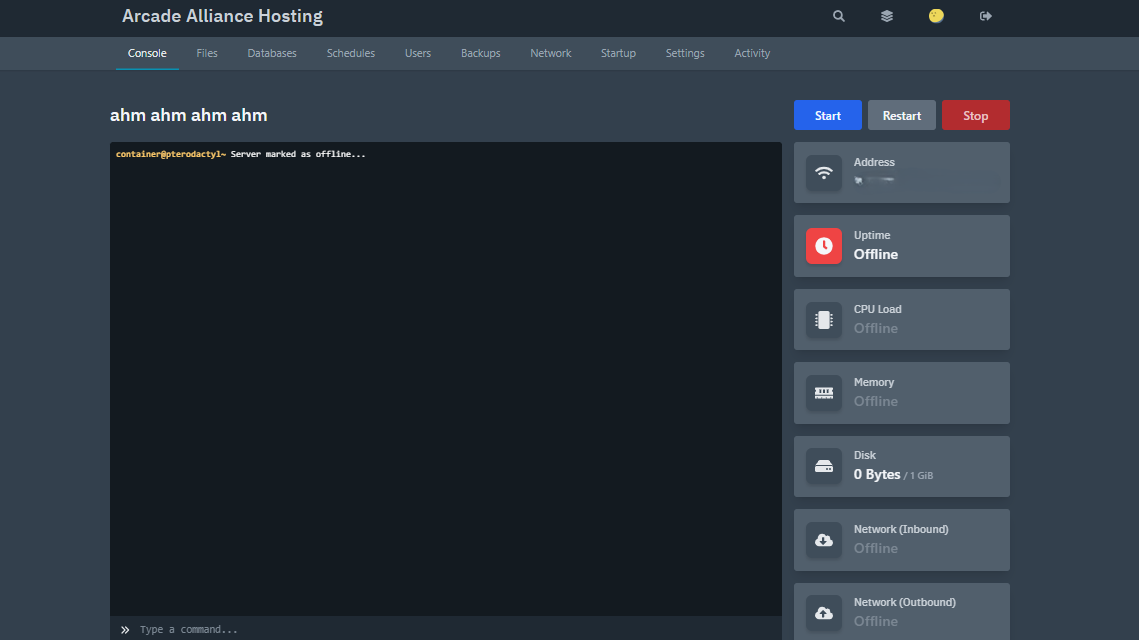 Arcade Alliance Hosting
Console Files Databases Schedules Users Backups Network Startup Settings Activity
ahm ahm ahm ahm
Start Restart Stop
container@pterodactyl~ Server marked as offline...
Address
Uptime
Offline
CPU Load
Offline
Memory
Offline
Disk
0 Bytes / 1 GiB
Network (Inbound)
Offline
Network (Outbound)
Offline
» Type a command...